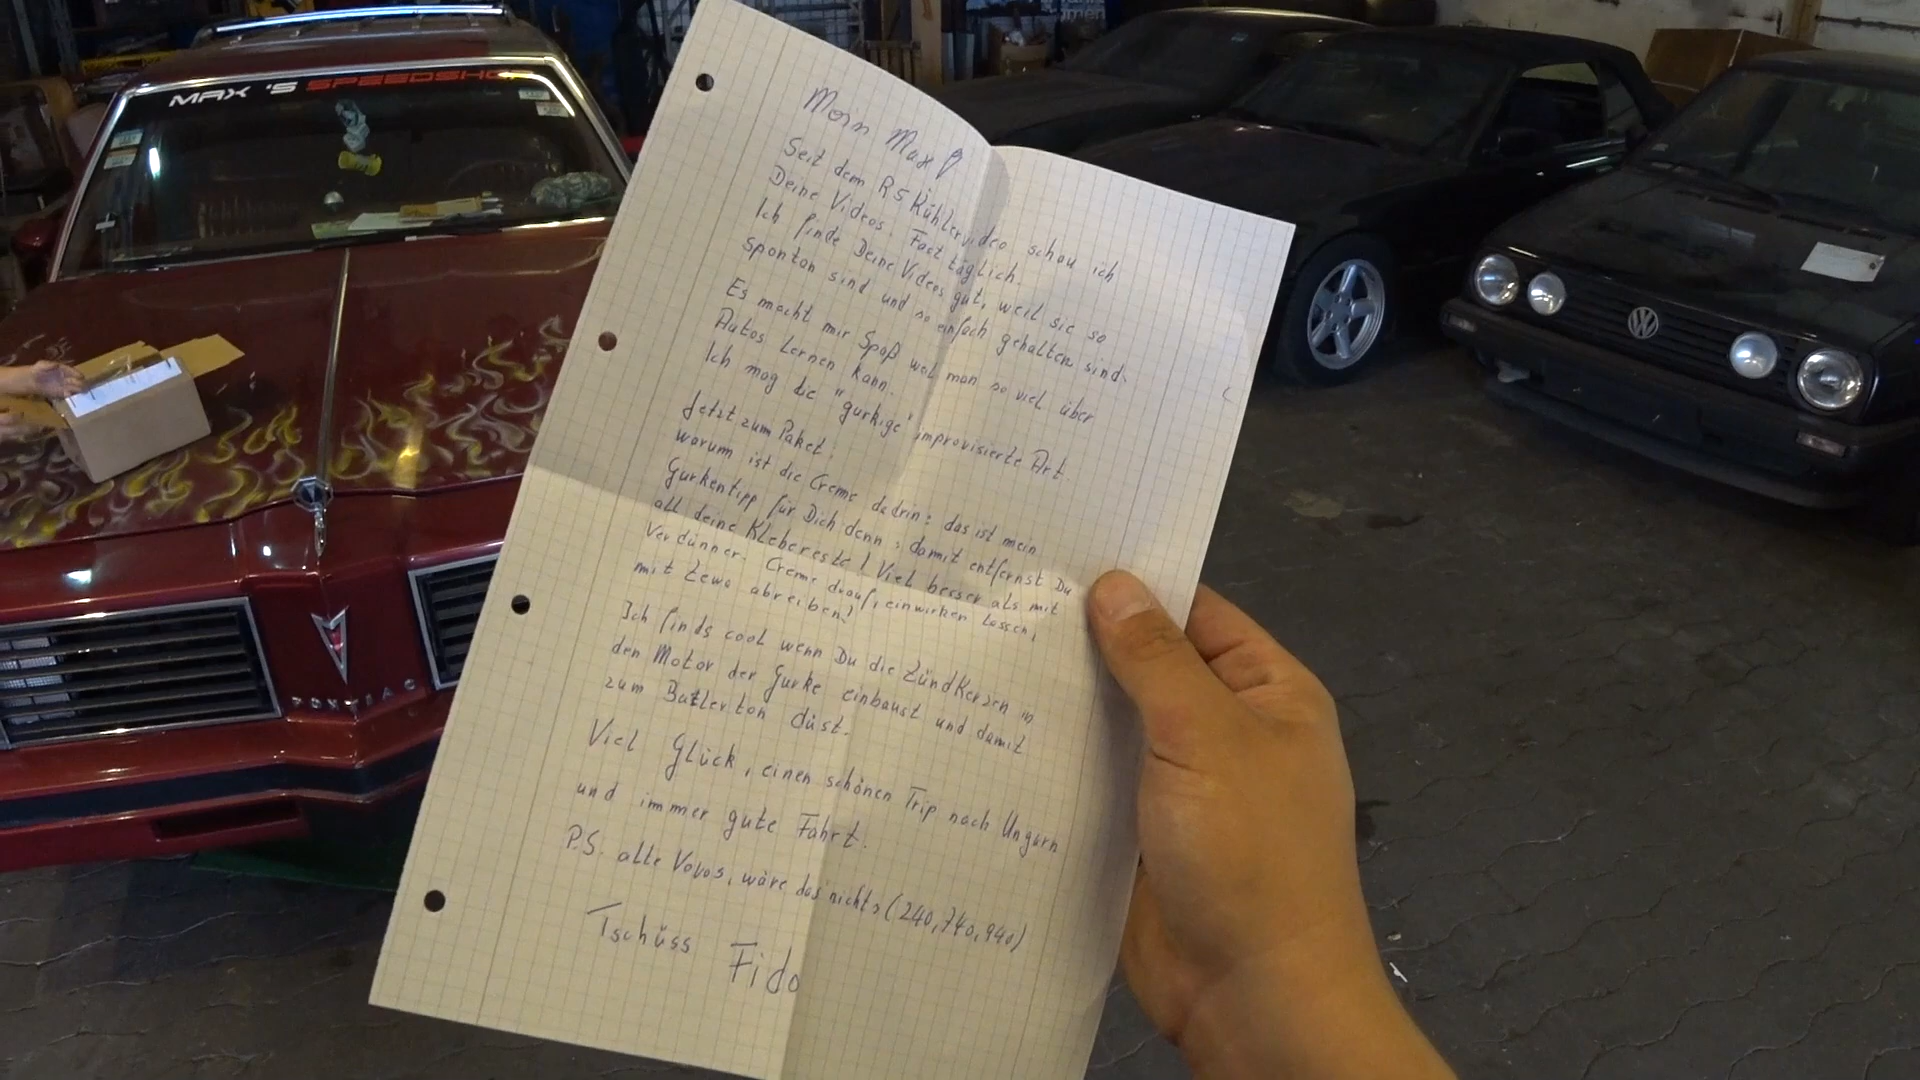 MAX'S SPEEDSHOP
PONTIAC
Moin Max!
Seit dem RS Kühlervideo schau ich
Deine Videos. Fast täglich.
Ich finde Deine Videos gut, weil sie so
spontan sind und so einfach gehalten sind.
Es macht mir Spaß weil man so viel über
Autos lernen kann.
Ich mag die "gurkige" improvisierte Art.
Jetzt zum Paket:
warum ist die Creme dadrin: das ist mein
Gurkentipp für Dich denn: damit entfernst Du
all deine Klebereste! Viel besser als mit
Verdünner. Creme drauf, einwirken lassen,
mit Zewa abreiben!
Ich finds cool wenn Du die Zündkerzen in
den Motor der Gurke einbaust und damit
zum Balaton düst.
Viel Glück, einen schönen Trip nach Ungarn
und immer gute Fahrt.
P.S. alte Vovos, wäre das nichts (240, 740, 940)
Tschüss Fido